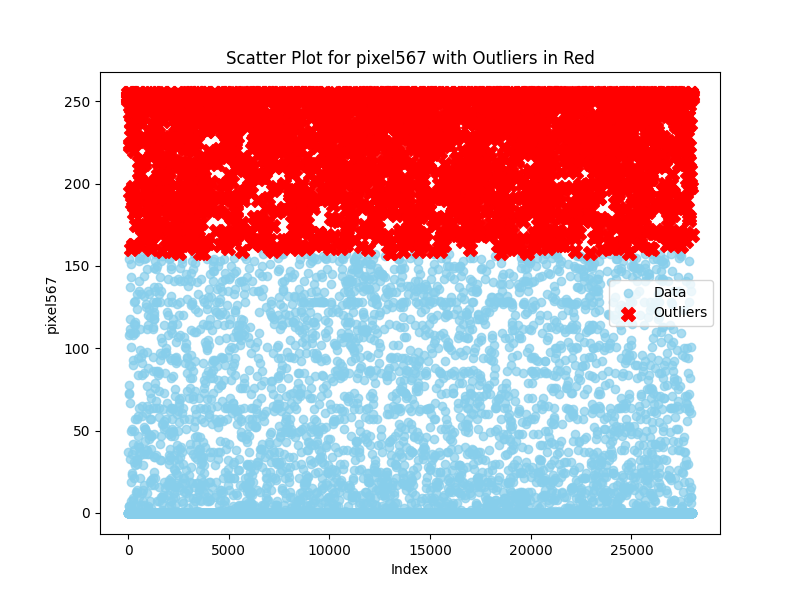 Scatter Plot for pixel567 with Outliers in Red
250
200
150
100
50
0
pixel567
Data
Outliers
0
5000
10000
15000
20000
25000
Index